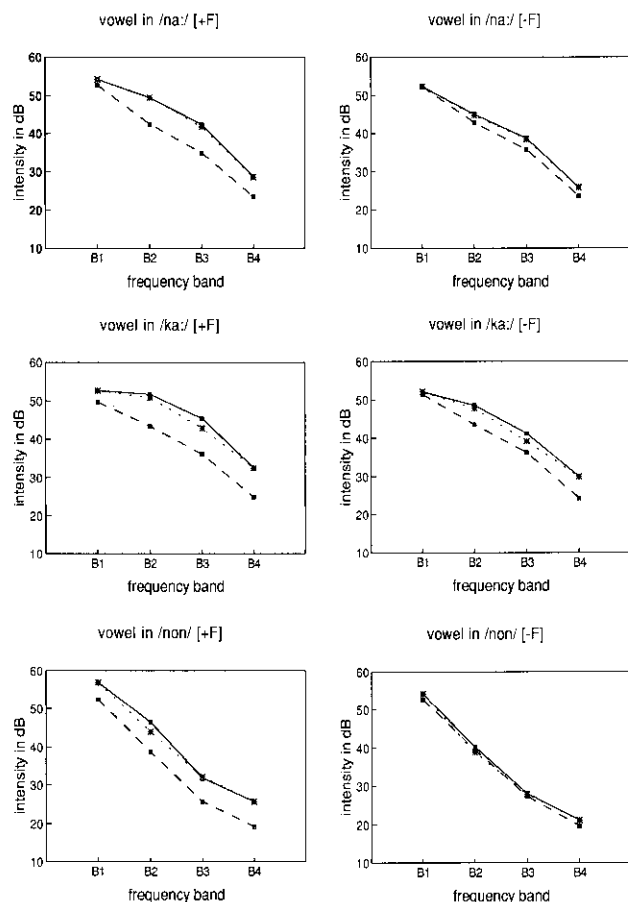 vowel in /na:/ [+F]
60
50
40
30
20
10
intensity in dB
B1 B2 B3 B4
frequency band
vowel in /na:/ [-F]
60
50
40
30
20
10
intensity in dB
B1 B2 B3 B4
frequency band
vowel in /ka:/ [+F]
60
50
40
30
20
10
intensity in dB
B1 B2 B3 B4
frequency band
vowel in /ka:/ [-F]
60
50
40
30
20
10
intensity in dB
B1 B2 B3 B4
frequency band
vowel in /non/ [+F]
60
50
40
30
20
10
intensity in dB
B1 B2 B3 B4
frequency band
vowel in /non/ [-F]
60
50
40
30
20
10
intensity in dB
B1 B2 B3 B4
frequency band